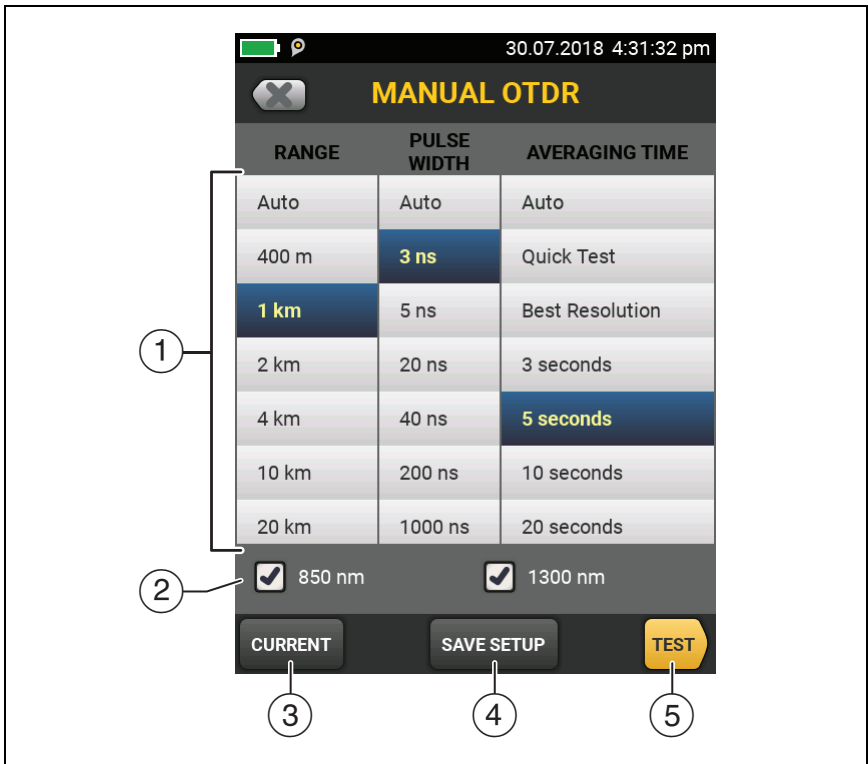 30.07.2018 4:31:32 pm
MANUAL OTDR
RANGE PULSE WIDTH AVERAGING TIME
Auto Auto Auto
400 m 3 ns Quick Test
1 km 5 ns Best Resolution
2 km 20 ns 3 seconds
4 km 40 ns 5 seconds
10 km 200 ns 10 seconds
20 km 1000 ns 20 seconds
850 nm 1300 nm
CURRENT SAVE SETUP TEST
1
2
3 4 5